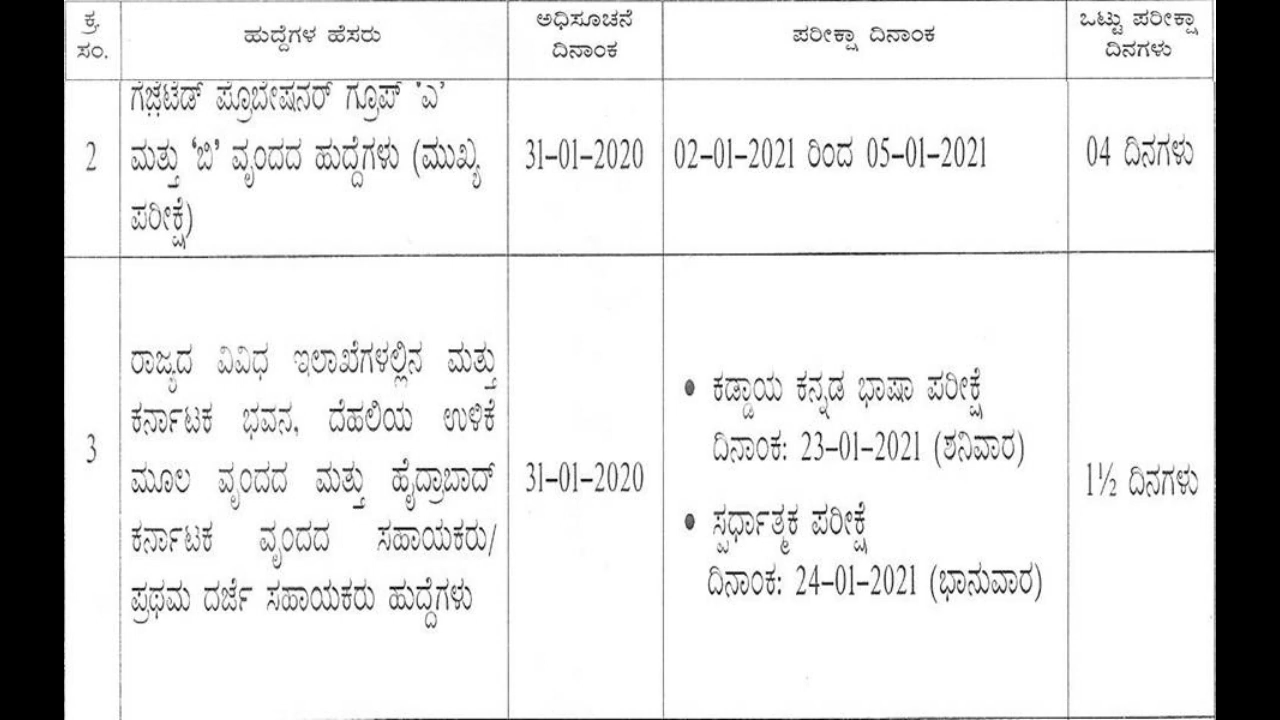 ಕ್ರ. ಸಂ.
ಹುದ್ದೆಗಳ ಹೆಸರು
ಅಧಿಸೂಚನೆ ದಿನಾಂಕ
ಪರೀಕ್ಷಾ ದಿನಾಂಕ
ಒಟ್ಟು ಪರೀಕ್ಷಾ ದಿನಗಳು
2
ಗೆಜೆಟೆಡ್ ಪ್ರೊಬೇಷನರ್ ಗ್ರೂಪ್ 'ಎ'
ಮತ್ತು 'ಬಿ' ವೃಂದದ ಹುದ್ದೆಗಳು (ಮುಖ್ಯ
ಪರೀಕ್ಷೆ)
31-01-2020
02-01-2021 ರಿಂದ 05-01-2021
04 ದಿನಗಳು
3
ರಾಜ್ಯದ ವಿವಿಧ ಇಲಾಖೆಗಳಲ್ಲಿನ ಮತ್ತು
ಕರ್ನಾಟಕ ಭವನ, ದೆಹಲಿಯ ಉಳಿಕೆ
ಮೂಲ ವೃಂದದ ಮತ್ತು ಹೈದ್ರಾಬಾದ್
ಕರ್ನಾಟಕ ವೃಂದದ ಸಹಾಯಕರು/
ಪ್ರಥಮ ದರ್ಜೆ ಸಹಾಯಕರು ಹುದ್ದೆಗಳು
31-01-2020
• ಕಡ್ಡಾಯ ಕನ್ನಡ ಭಾಷಾ ಪರೀಕ್ಷೆ
ದಿನಾಂಕ: 23-01-2021 (ಶನಿವಾರ)
• ಸ್ಪರ್ಧಾತ್ಮಕ ಪರೀಕ್ಷೆ
ದಿನಾಂಕ: 24-01-2021 (ಭಾನುವಾರ)
1½ ದಿನಗಳು